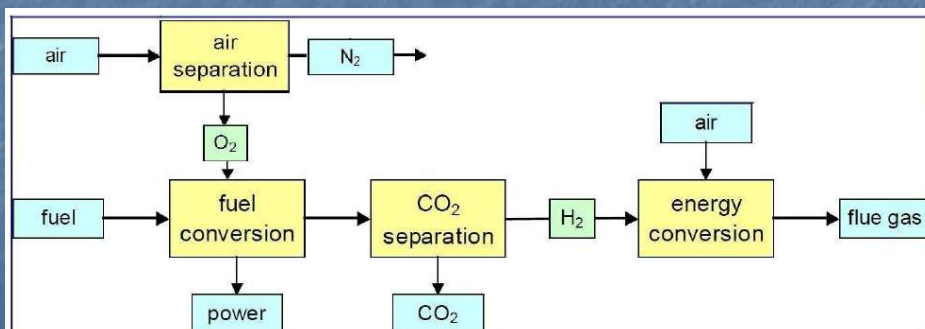 air
air
separation
N₂
O₂
air
fuel
fuel
conversion
CO₂
separation
H₂
energy
conversion
flue gas
power
CO₂